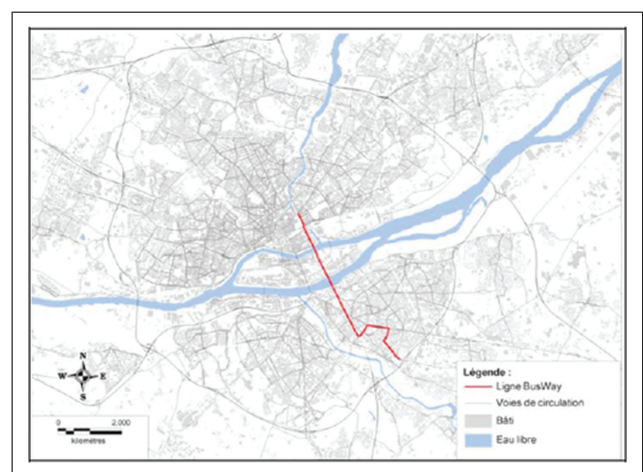 N
W E
S
0 2,000
kilomètres
Légende :
Ligne BusWay
Voies de circulation
Bâti
Eau libre